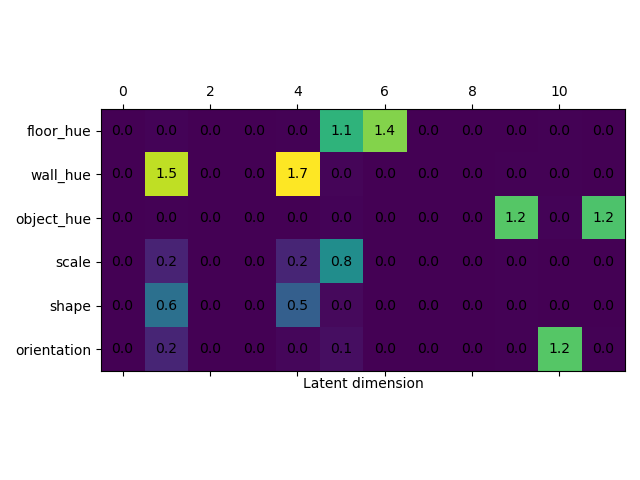 0 2 4 6 8 10
floor_hue 0.0 0.0 0.0 0.0 0.0 1.1 1.4 0.0 0.0 0.0 0.0 0.0
wall_hue 0.0 1.5 0.0 0.0 1.7 0.0 0.0 0.0 0.0 0.0 0.0 0.0
object_hue 0.0 0.0 0.0 0.0 0.0 0.0 0.0 0.0 0.0 1.2 0.0 1.2
scale 0.0 0.2 0.0 0.0 0.2 0.8 0.0 0.0 0.0 0.0 0.0 0.0
shape 0.0 0.6 0.0 0.0 0.5 0.0 0.0 0.0 0.0 0.0 0.0 0.0
orientation 0.0 0.2 0.0 0.0 0.0 0.1 0.0 0.0 0.0 0.0 1.2 0.0
Latent dimension